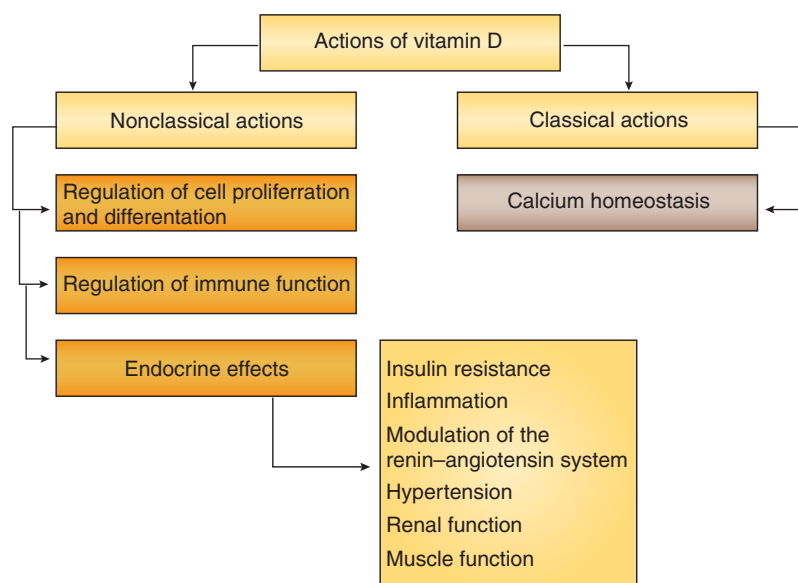 Actions of vitamin D
Nonclassical actions
Classical actions
Regulation of cell proliferration
and differentation
Calcium homeostasis
Regulation of immune function
Endocrine effects
Insulin resistance
Inflammation
Modulation of the
renin–angiotensin system
Hypertension
Renal function
Muscle function